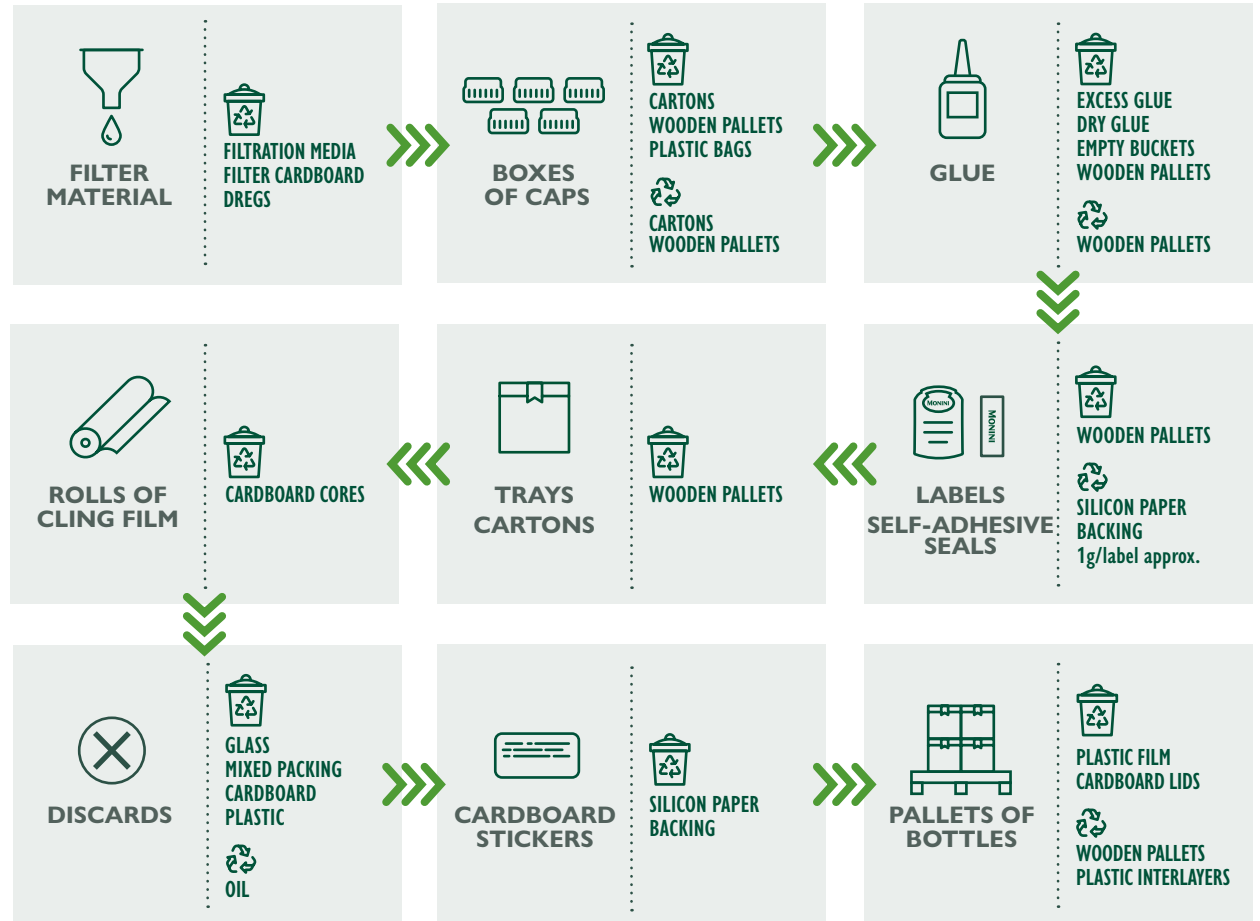 FILTER
MATERIAL
FILTRATION MEDIA
FILTER CARDBOARD
DREGS
BOXES
OF CAPS
CARTONS
WOODEN PALLETS
PLASTIC BAGS
CARTONS
WOODEN PALLETS
GLUE
EXCESS GLUE
DRY GLUE
EMPTY BUCKETS
WOODEN PALLETS
WOODEN PALLETS
MONINI
MONINI
LABELS
SELF-ADHESIVE
SEALS
WOODEN PALLETS
SILICON PAPER
BACKING
1g/label approx.
TRAYS
CARTONS
WOODEN PALLETS
ROLLS OF
CLING FILM
CARDBOARD CORES
DISCARDS
GLASS
MIXED PACKING
CARDBOARD
PLASTIC
OIL
CARDBOARD
STICKERS
SILICON PAPER
BACKING
PALLETS OF
BOTTLES
PLASTIC FILM
CARDBOARD LIDS
WOODEN PALLETS
PLASTIC INTERLAYERS